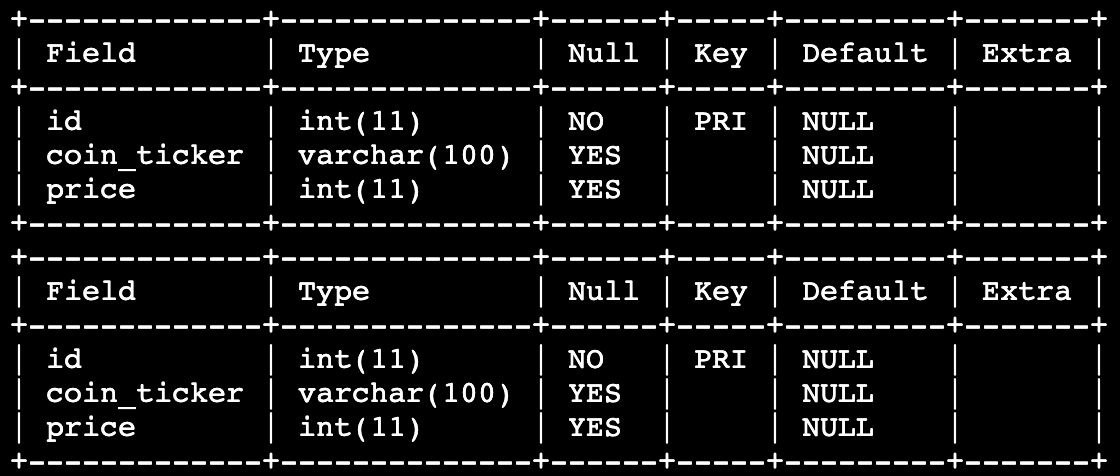 +-------------+--------------+------+-----+---------+-------+
| Field       | Type         | Null | Key | Default | Extra |
+-------------+--------------+------+-----+---------+-------+
| id          | int(11)      | NO   | PRI | NULL    |       |
| coin_ticker | varchar(100) | YES  |     | NULL    |       |
| price       | int(11)      | YES  |     | NULL    |       |
+-------------+--------------+------+-----+---------+-------+
+-------------+--------------+------+-----+---------+-------+
| Field       | Type         | Null | Key | Default | Extra |
+-------------+--------------+------+-----+---------+-------+
| id          | int(11)      | NO   | PRI | NULL    |       |
| coin_ticker | varchar(100) | YES  |     | NULL    |       |
| price       | int(11)      | YES  |     | NULL    |       |
+-------------+--------------+------+-----+---------+-------+